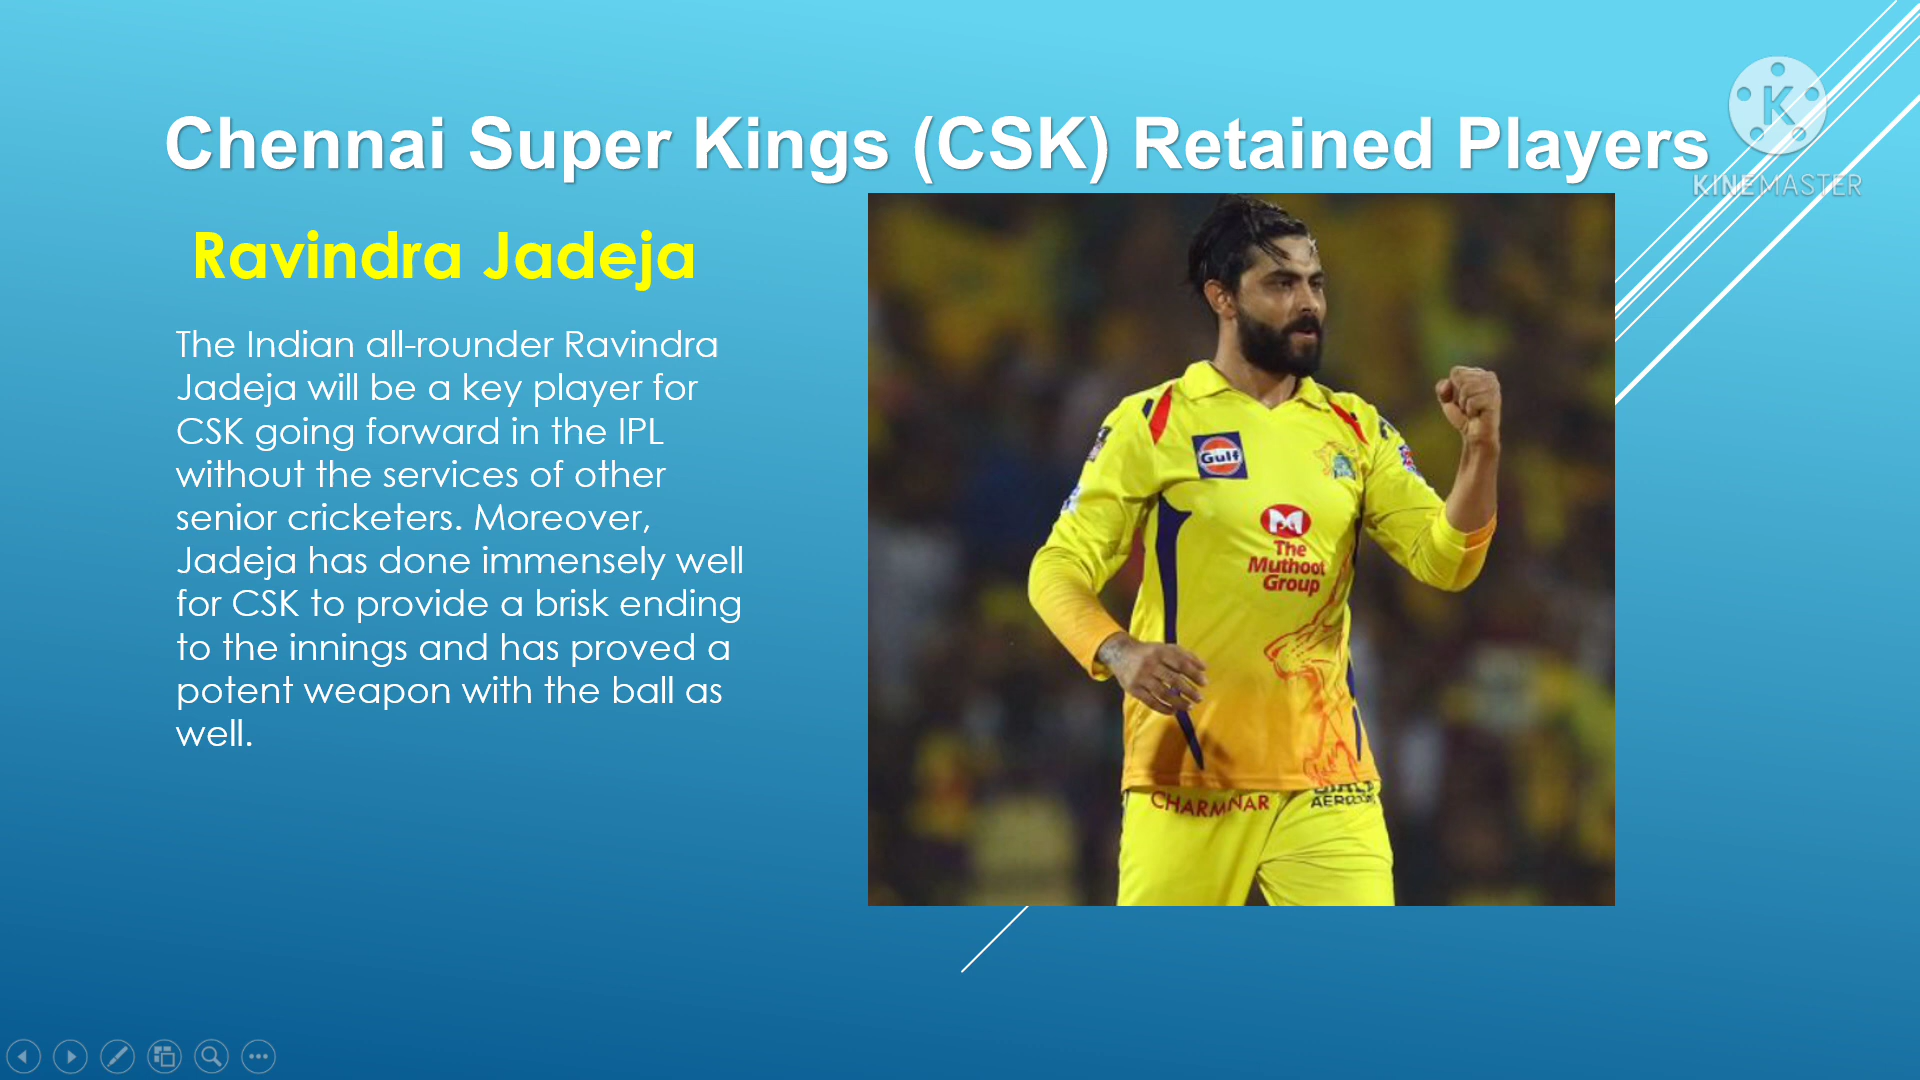 Chennai Super Kings (CSK) Retained Players
KINEMASTER
Ravindra Jadeja
The Indian all-rounder Ravindra
Jadeja will be a key player for
CSK going forward in the IPL
without the services of other
senior cricketers. Moreover,
Jadeja has done immensely well
for CSK to provide a brisk ending
to the innings and has proved a
potent weapon with the ball as
well.
K
Gulf
The
Muthoot
Group
CHARMINAR